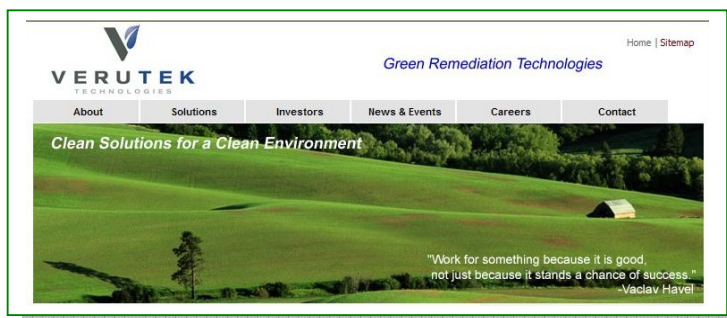 Home | Sitemap
VERUTEK
TECHNOLOGIES
Green Remediation Technologies
About Solutions Investors News & Events Careers Contact
Clean Solutions for a Clean Environment
"Work for something because it is good,
not just because it stands a chance of success."
-Vaclav Havel